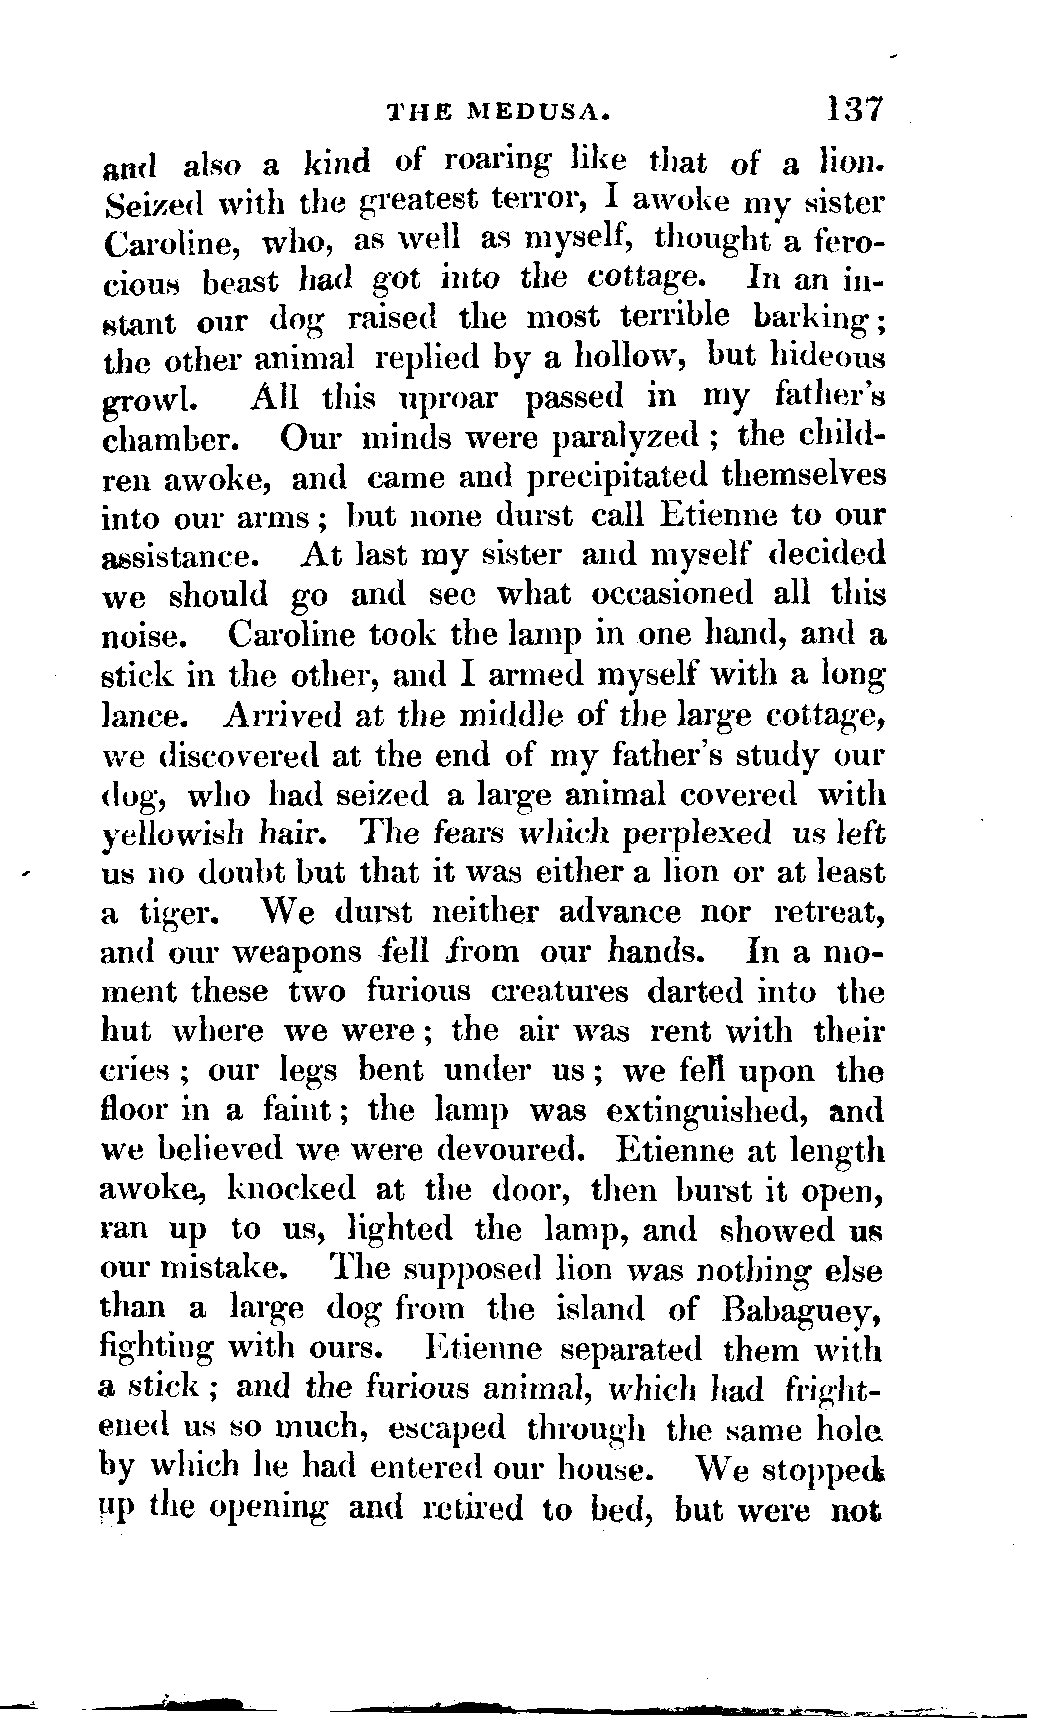 THE MEDUSA. 137
and also a kind of roaring like that of a lion.
Seized with the greatest terror, I awoke my sister
Caroline, who, as well as myself, thought a fero-
cious beast had got into the cottage. In an in-
stant our dog raised the most terrible barking;
the other animal replied by a hollow, but hideous
growl. All this uproar passed in my father's
chamber. Our minds were paralyzed; the child-
ren awoke, and came and precipitated themselves
into our arms; but none durst call Etienne to our
assistance. At last my sister and myself decided
we should go and see what occasioned all this
noise. Caroline took the lamp in one hand, and a
stick in the other, and I armed myself with a long
lance. Arrived at the middle of the large cottage,
we discovered at the end of my father's study our
dog, who had seized a large animal covered with
yellowish hair. The fears which perplexed us left
us no doubt but that it was either a lion or at least
a tiger. We durst neither advance nor retreat,
and our weapons fell from our hands. In a mo-
ment these two furious creatures darted into the
hut where we were; the air was rent with their
cries; our legs bent under us; we fell upon the
floor in a faint; the lamp was extinguished, and
we believed we were devoured. Etienne at length
awoke, knocked at the door, then burst it open,
ran up to us, lighted the lamp, and showed us
our mistake. The supposed lion was nothing else
than a large dog from the island of Babaguey,
fighting with ours. Etienne separated them with
a stick; and the furious animal, which had fright-
ened us so much, escaped through the same hole
by which he had entered our house. We stopped
up the opening and retired to bed, but were not